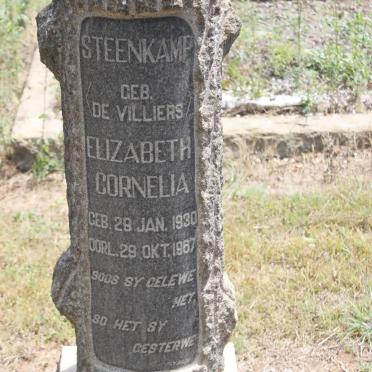 STEENKAMP
GEB.
DE VILLIERS
ELIZABETH
CORNELIA
GEB. 29 JAN. 1930
OORL. 29 OKT. 1967
SOOS SY GELEWE
HET
SO HET SY
GESTERWE